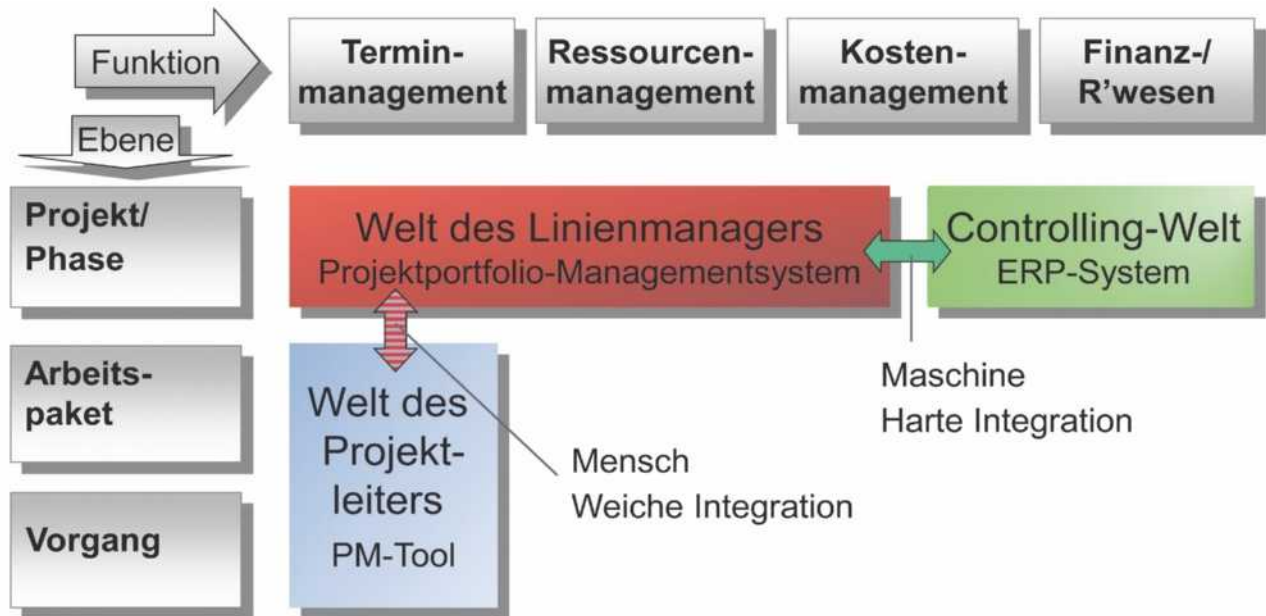 Funktion
Termin-
management
Ressourcen-
management
Kosten-
management
Finanz-/
R'wesen
Ebene
Projekt/
Phase
Welt des Linienmanagers
Projektportfolio-Managementsystem
Controlling-Welt
ERP-System
Arbeits-
paket
Welt des
Projekt-
leiters
PM-Tool
Maschine
Harte Integration
Mensch
Weiche Integration
Vorgang